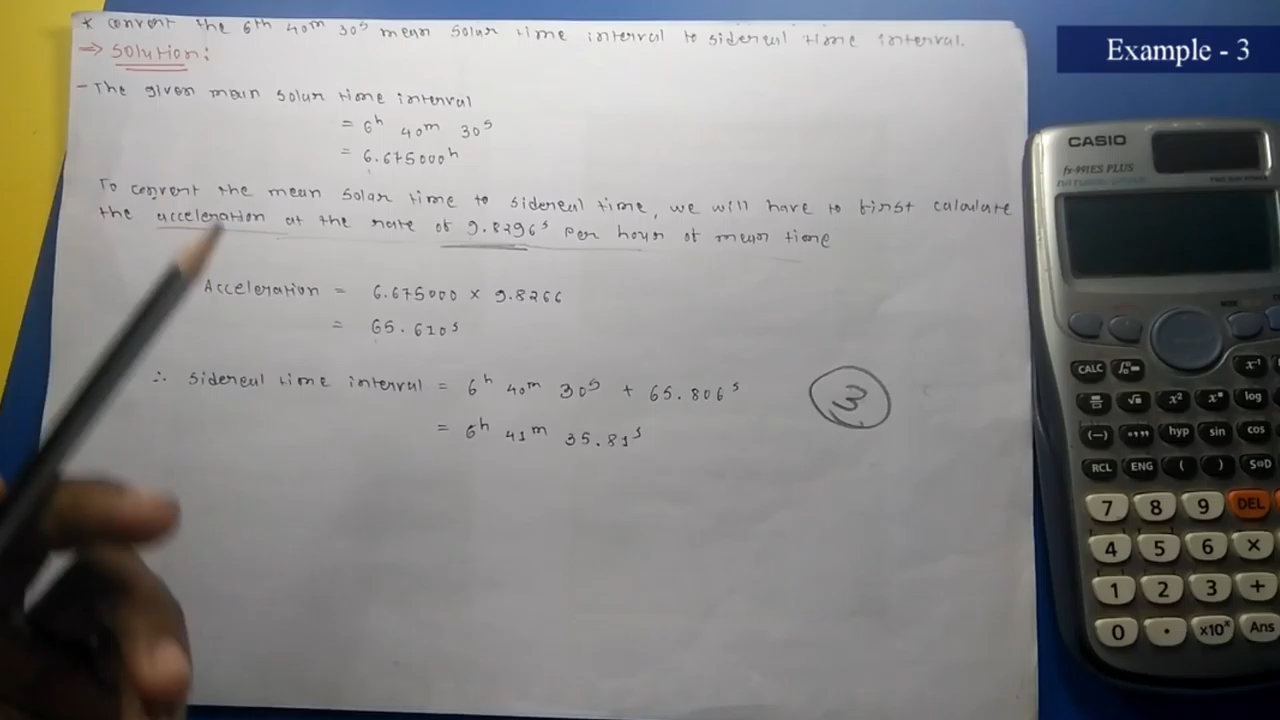 * convert the 6th 40m 30s mean solar time interval to sidereal time interval.
Example - 3
⇒ Solution:
- The given mean solar time interval
= 6h 40m 30s
= 6.675000h
To convert the mean solar time to sidereal time, we will have to first calculate
the acceleration at the rate of 9.8296s per hour of mean time
Acceleration = 6.675000 × 9.8266
= 65.610s
∴ Sidereal time interval = 6h 40m 30s + 65.806s
= 6h 41m 35.81s
3
CASIO
fx-991ES PLUS
CALC
x² log
(−) hyp sin cos
RCL ENG ( ) S⇔D
7 8 9 DEL
4 5 6 ×
1 2 3 +
0 . ×10ˣ Ans